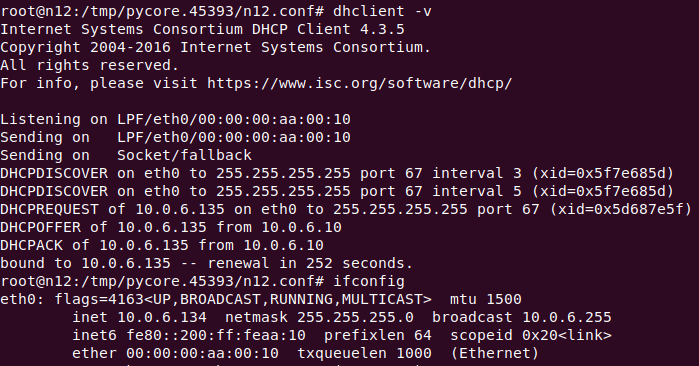 root@n12:/tmp/pycore.45393/n12.conf# dhclient -v
Internet Systems Consortium DHCP Client 4.3.5
Copyright 2004-2016 Internet Systems Consortium.
All rights reserved.
For info, please visit https://www.isc.org/software/dhcp/

Listening on LPF/eth0/00:00:00:aa:00:10
Sending on   LPF/eth0/00:00:00:aa:00:10
Sending on   Socket/fallback
DHCPDISCOVER on eth0 to 255.255.255.255 port 67 interval 3 (xid=0x5f7e685d)
DHCPDISCOVER on eth0 to 255.255.255.255 port 67 interval 5 (xid=0x5f7e685d)
DHCPREQUEST of 10.0.6.135 on eth0 to 255.255.255.255 port 67 (xid=0x5d687e5f)
DHCPOFFER of 10.0.6.135 from 10.0.6.10
DHCPACK of 10.0.6.135 from 10.0.6.10
bound to 10.0.6.135 -- renewal in 252 seconds.
root@n12:/tmp/pycore.45393/n12.conf# ifconfig
eth0: flags=4163<UP,BROADCAST,RUNNING,MULTICAST>  mtu 1500
        inet 10.0.6.134  netmask 255.255.255.0  broadcast 10.0.6.255
        inet6 fe80::200:ff:feaa:10  prefixlen 64  scopeid 0x20<link>
        ether 00:00:00:aa:00:10  txqueuelen 1000  (Ethernet)